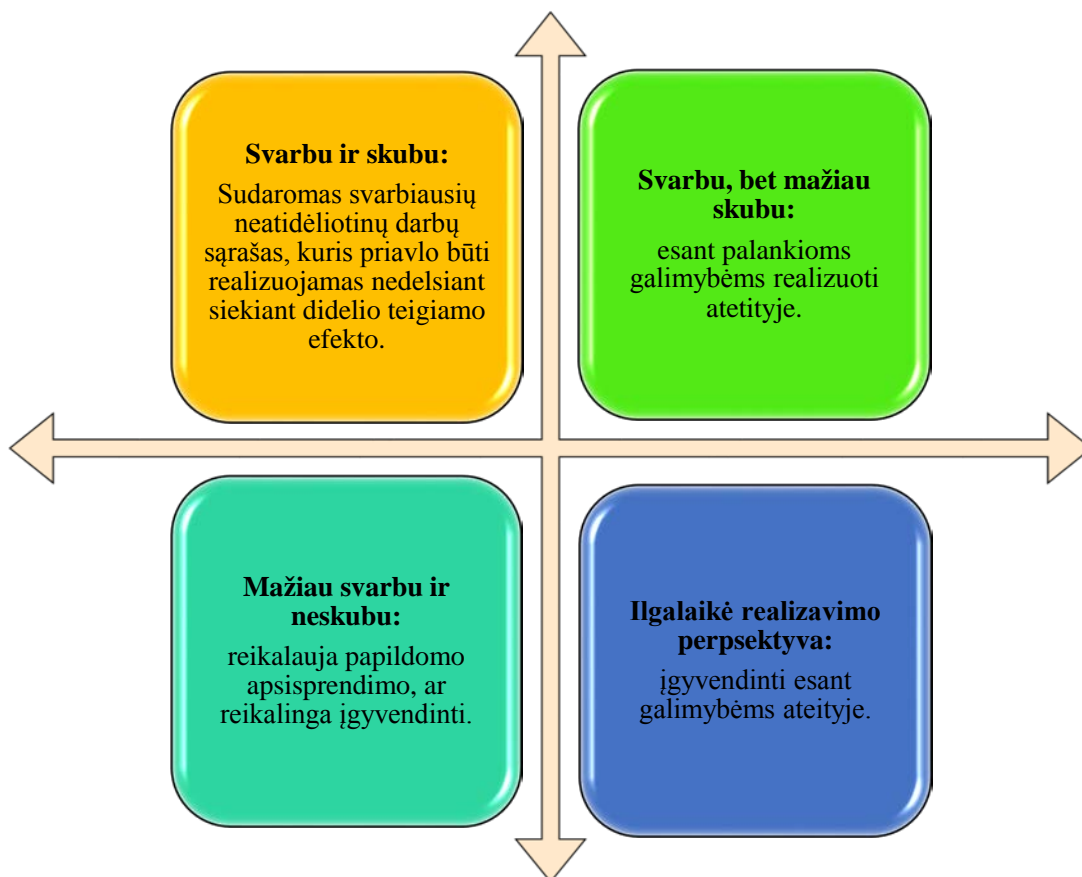 Svarbu ir skubu:
Sudaromas svarbiausių
neatidėliotinų darbų
sąrašas, kuris priavlo būti
realizuojamas nedelsiant
siekiant didelio teigiamo
efekto.
Svarbu, bet mažiau
skubu:
esant palankioms
galimybėms realizuoti
atetityje.
Mažiau svarbu ir
neskubu:
reikalauja papildomo
apsisprendimo, ar
reikalinga įgyvendinti.
Ilgalaikė realizavimo
perpsektyva:
įgyvendinti esant
galimybėms ateityje.